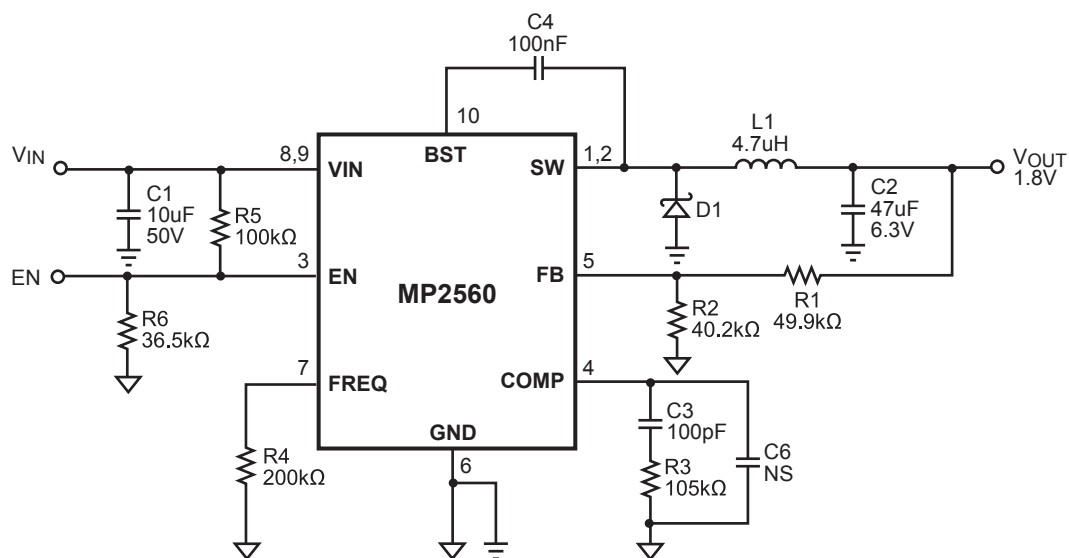 C4
100nF
10
VIN
8,9
VIN
BST
SW
1,2
L1
4.7uH
VOUT
1.8V
C1
10uF
50V
R5
100kΩ
D1
C2
47uF
6.3V
EN
3
EN
MP2560
FB
5
R1
49.9kΩ
R6
36.5kΩ
R2
40.2kΩ
7
FREQ
COMP
4
GND
6
R4
200kΩ
C3
100pF
R3
105kΩ
C6
NS